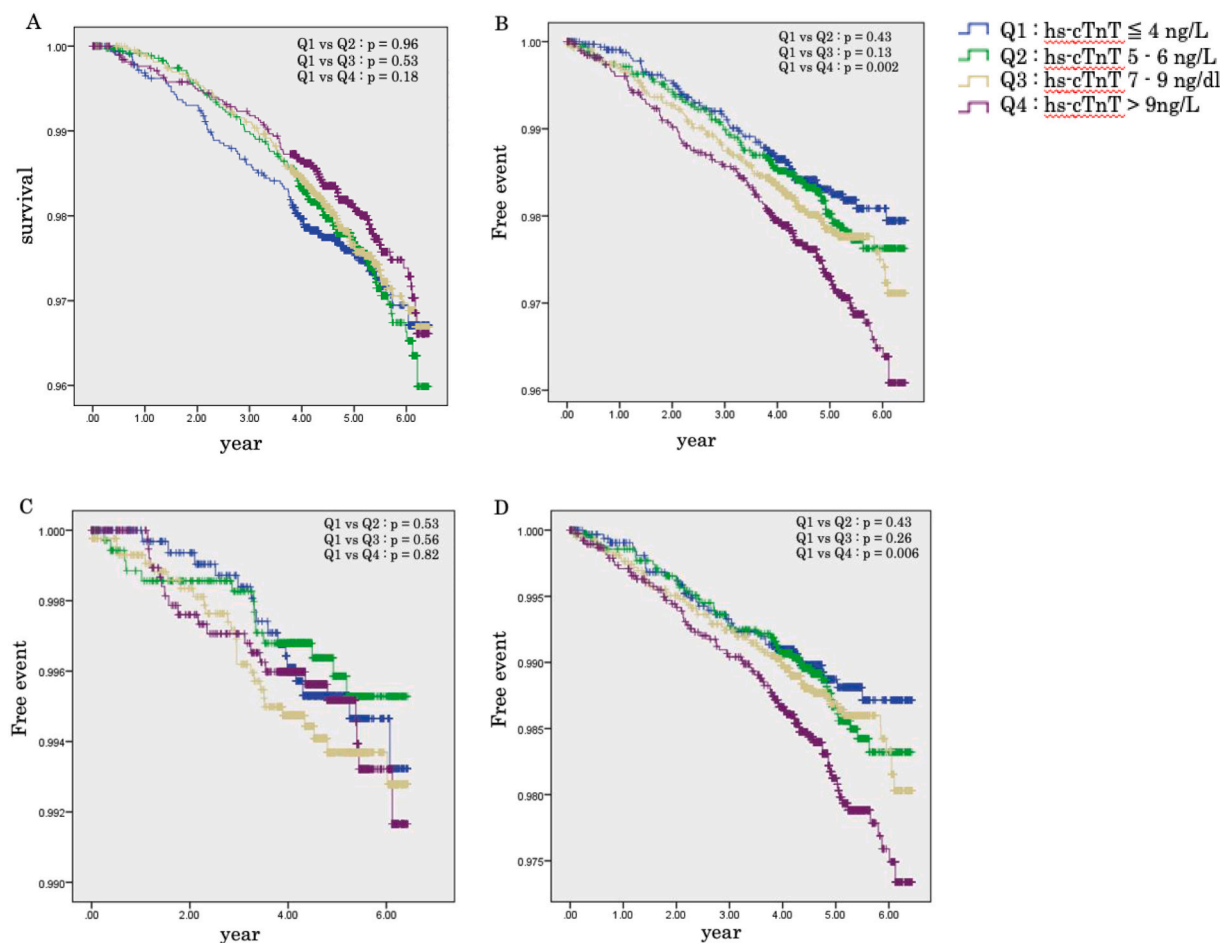 A
Q1 vs Q2 : p = 0.96
Q1 vs Q3 : p = 0.53
Q1 vs Q4 : p = 0.18
1.00
0.99
0.98
0.97
0.96
survival
.00 1.00 2.00 3.00 4.00 5.00 6.00
year
B
Q1 vs Q2 : p = 0.43
Q1 vs Q3 : p = 0.13
Q1 vs Q4 : p = 0.002
1.00
0.99
0.98
0.97
0.96
Free event
.00 1.00 2.00 3.00 4.00 5.00 6.00
year
Q1 : hs-cTnT ≦ 4 ng/L
Q2 : hs-cTnT 5 - 6 ng/L
Q3 : hs-cTnT 7 - 9 ng/dl
Q4 : hs-cTnT > 9ng/L
C
Q1 vs Q2 : p = 0.53
Q1 vs Q3 : p = 0.56
Q1 vs Q4 : p = 0.82
1.000
0.998
0.996
0.994
0.992
0.990
Free event
.00 2.00 4.00 6.00
year
D
Q1 vs Q2 : p = 0.43
Q1 vs Q3 : p = 0.26
Q1 vs Q4 : p = 0.006
1.000
0.995
0.990
0.985
0.980
0.975
Free event
.00 1.00 2.00 3.00 4.00 5.00 6.00
year